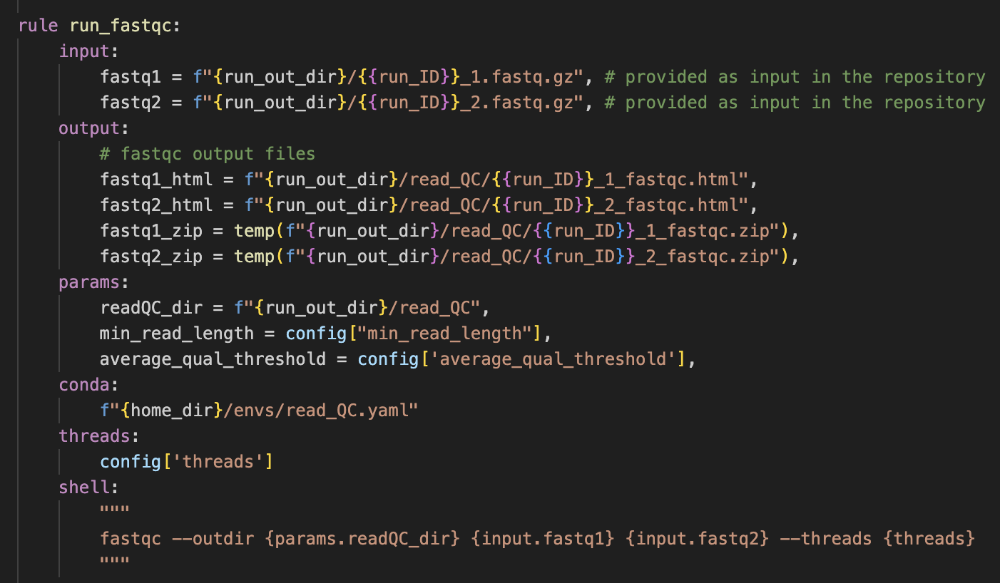 rule run_fastqc:
    input:
        fastq1 = f"{run_out_dir}/{{run_ID}}_1.fastq.gz", # provided as input in the repository
        fastq2 = f"{run_out_dir}/{{run_ID}}_2.fastq.gz", # provided as input in the repository
    output:
        # fastqc output files
        fastq1_html = f"{run_out_dir}/read_QC/{{run_ID}}_1_fastqc.html",
        fastq2_html = f"{run_out_dir}/read_QC/{{run_ID}}_2_fastqc.html",
        fastq1_zip = temp(f"{run_out_dir}/read_QC/{{run_ID}}_1_fastqc.zip"),
        fastq2_zip = temp(f"{run_out_dir}/read_QC/{{run_ID}}_2_fastqc.zip"),
    params:
        readQC_dir = f"{run_out_dir}/read_QC",
        min_read_length = config["min_read_length"],
        average_qual_threshold = config['average_qual_threshold'],
    conda:
        f"{home_dir}/envs/read_QC.yaml"
    threads:
        config['threads']
    shell:
        """
        fastqc --outdir {params.readQC_dir} {input.fastq1} {input.fastq2} --threads {threads}
        """